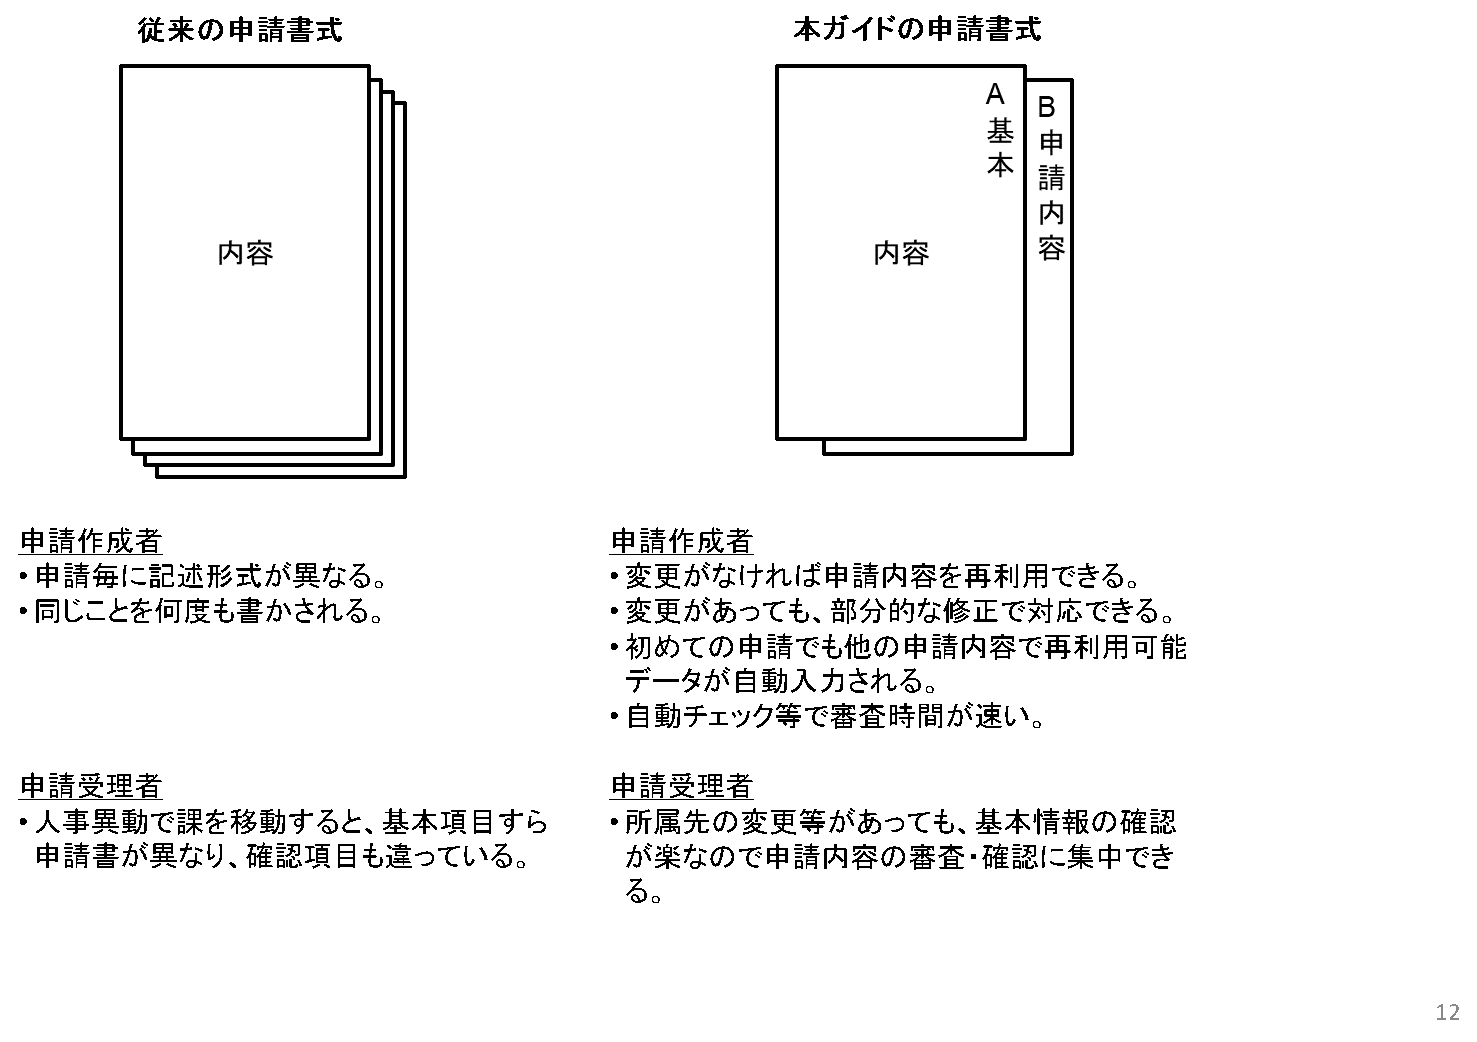 従来の申請書式
内容
申請作成者
•申請毎に記述形式が異なる。
•同じことを何度も書かされる。
申請受理者
•人事異動で課を移動すると、基本項目すら
申請書が異なり、確認項目も違っている。
本ガイドの申請書式
A基本
B申請内容
内容
申請作成者
•変更がなければ申請内容を再利用できる。
•変更があっても、部分的な修正で対応できる。
•初めての申請でも他の申請内容で再利用可能
データが自動入力される。
•自動チェック等で審査時間が速い。
申請受理者
•所属先の変更等があっても、基本情報の確認
が楽なので申請内容の審査・確認に集中でき
る。
12